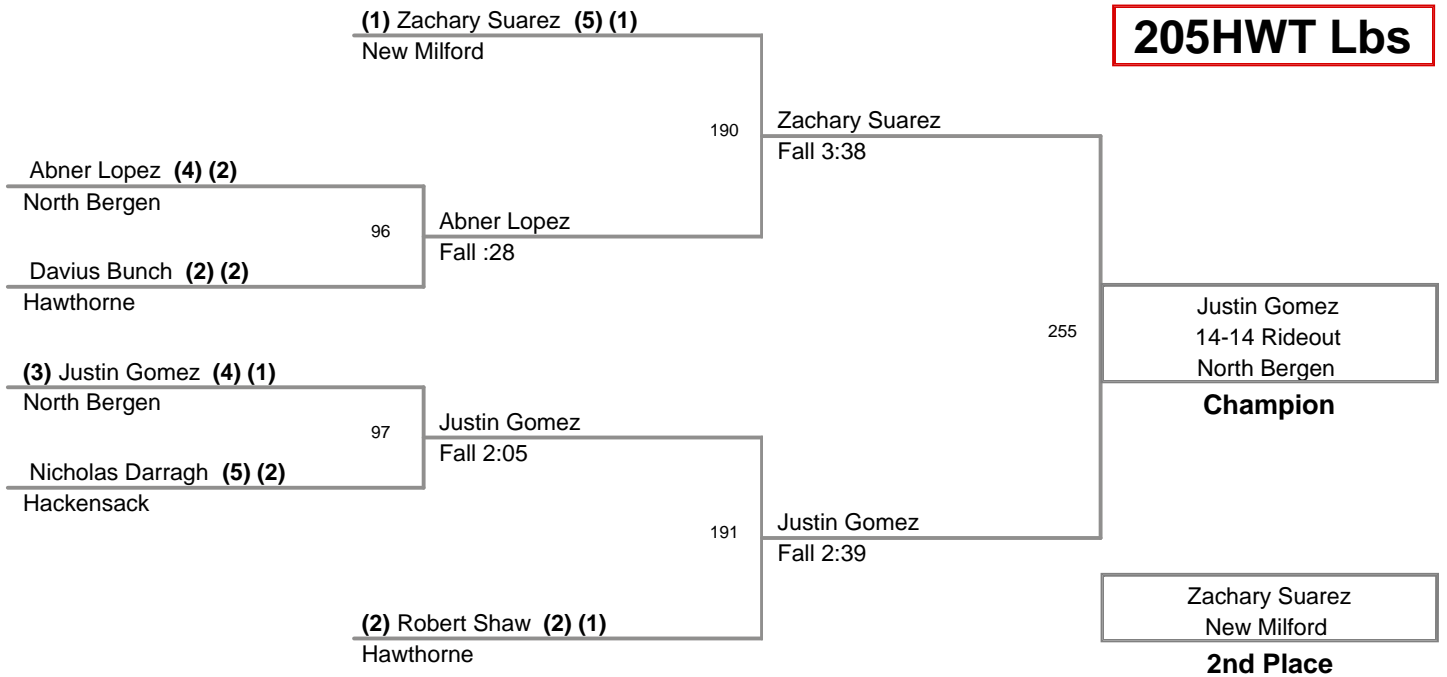 (1) Zachary Suarez (5) (1)
New Milford
205HWT Lbs
190
Zachary Suarez
Fall 3:38
Abner Lopez (4) (2)
North Bergen
96
Abner Lopez
Fall :28
Davius Bunch (2) (2)
Hawthorne
255
Justin Gomez
14-14 Rideout
North Bergen
Champion
(3) Justin Gomez (4) (1)
North Bergen
97
Justin Gomez
Fall 2:05
Nicholas Darragh (5) (2)
Hackensack
191
Justin Gomez
Fall 2:39
(2) Robert Shaw (2) (1)
Hawthorne
Zachary Suarez
New Milford
2nd Place